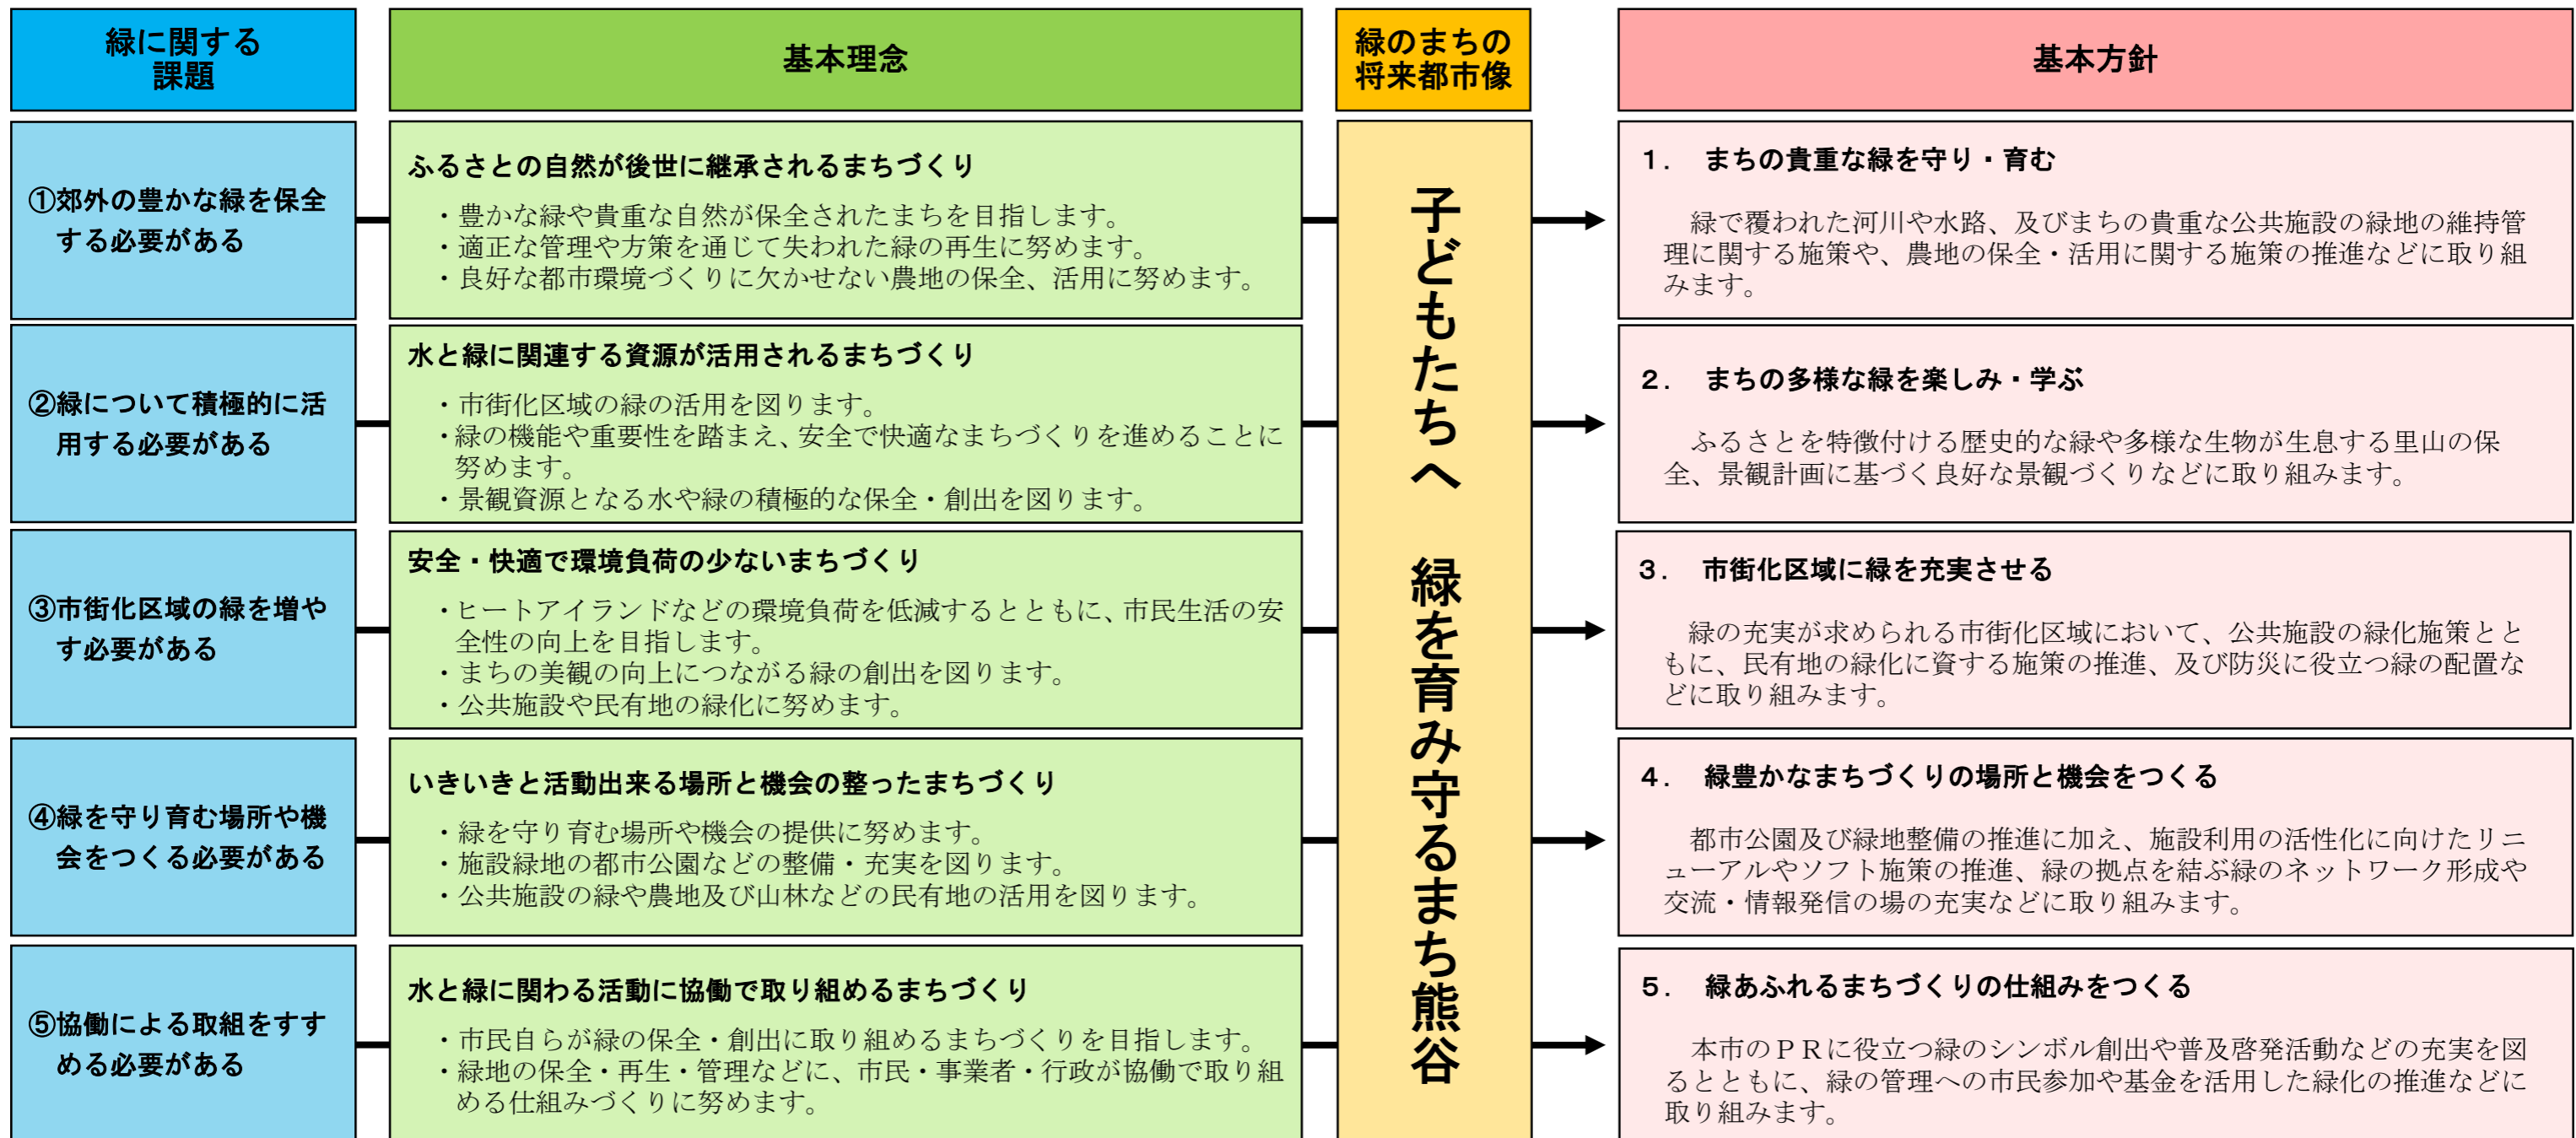 緑に関する
課題
基本理念
緑のまちの
将来都市像
基本方針
①郊外の豊かな緑を保全
する必要がある
ふるさとの自然が後世に継承されるまちづくり
・豊かな緑や貴重な自然が保全されたまちを目指します。
・適正な管理や方策を通じて失われた緑の再生に努めます。
・良好な都市環境づくりに欠かせない農地の保全、活用に努めます。
②緑について積極的に活
用する必要がある
水と緑に関連する資源が活用されるまちづくり
・市街化区域の緑の活用を図ります。
・緑の機能や重要性を踏まえ、安全で快適なまちづくりを進めることに
努めます。
・景観資源となる水や緑の積極的な保全・創出を図ります。
③市街化区域の緑を増や
す必要がある
安全・快適で環境負荷の少ないまちづくり
・ヒートアイランドなどの環境負荷を低減するとともに、市民生活の安
全性の向上を目指します。
・まちの美観の向上につながる緑の創出を図ります。
・公共施設や民有地の緑化に努めます。
④緑を守り育む場所や機
会をつくる必要がある
いきいきと活動出来る場所と機会の整ったまちづくり
・緑を守り育む場所や機会の提供に努めます。
・施設緑地の都市公園などの整備・充実を図ります。
・公共施設の緑や農地及び山林などの民有地の活用を図ります。
⑤協働による取組をすす
める必要がある
水と緑に関わる活動に協働で取り組めるまちづくり
・市民自らが緑の保全・創出に取り組めるまちづくりを目指します。
・緑地の保全・再生・管理などに、市民・事業者・行政が協働で取り組
める仕組みづくりに努めます。
子どもたちへ　緑を育み守るまち熊谷
１．　まちの貴重な緑を守り・育む
緑で覆われた河川や水路、及びまちの貴重な公共施設の緑地の維持管
理に関する施策や、農地の保全・活用に関する施策の推進などに取り組
みます。
２．　まちの多様な緑を楽しみ・学ぶ
ふるさとを特徴付ける歴史的な緑や多様な生物が生息する里山の保
全、景観計画に基づく良好な景観づくりなどに取り組みます。
３．　市街化区域に緑を充実させる
緑の充実が求められる市街化区域において、公共施設の緑化施策とと
もに、民有地の緑化に資する施策の推進、及び防災に役立つ緑の配置な
どに取り組みます。
４．　緑豊かなまちづくりの場所と機会をつくる
都市公園及び緑地整備の推進に加え、施設利用の活性化に向けたリニ
ューアルやソフト施策の推進、緑の拠点を結ぶ緑のネットワーク形成や
交流・情報発信の場の充実などに取り組みます。
５．　緑あふれるまちづくりの仕組みをつくる
本市のＰＲに役立つ緑のシンボル創出や普及啓発活動などの充実を図
るとともに、緑の管理への市民参加や基金を活用した緑化の推進などに
取り組みます。